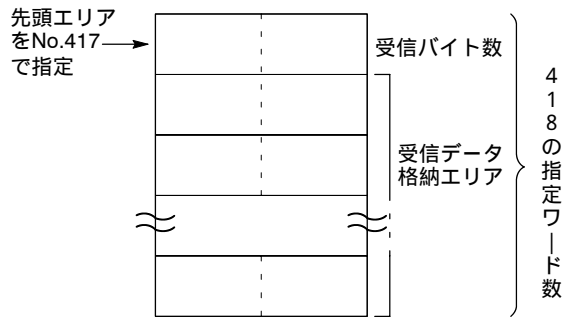 先頭エリア
をNo.417
で指定
受信バイト数
受信データ
格納エリア
418の指定ワード数